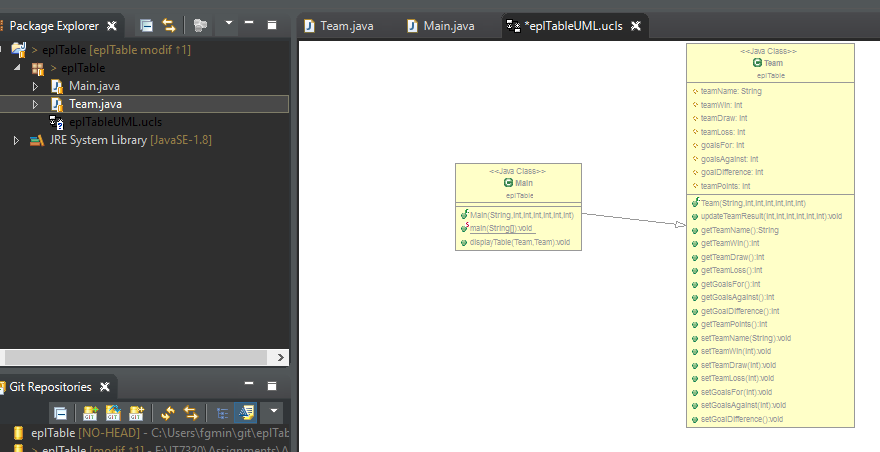 Package Explorer
Team.java
Main.java
*eplTableUML.ucls
> eplTable [eplTable modif ↑1]
> eplTable
Main.java
Team.java
eplTableUML.ucls
JRE System Library [JavaSE-1.8]
Git Repositories
GIT
GIT
GIT
eplTable [NO-HEAD] - C:\Users\fgmin\git\eplTab
> eplTable [modif ↑1] - F:\IT7320\Assignments\A
<<Java Class>>
Main
eplTable
Main(String,int,int,int,int,int,int)
main(String[]):void
displayTable(Team,Team):void
<<Java Class>>
Team
eplTable
teamName: String
teamWin: int
teamDraw: int
teamLoss: int
goalsFor: int
goalsAgainst: int
goalDifference: int
teamPoints: int
Team(String,int,int,int,int,int,int)
updateTeamResult(int,int,int,int,int,int):void
getTeamName():String
getTeamWin():int
getTeamDraw():int
getTeamLoss():int
getGoalsFor():int
getGoalsAgainst():int
getGoalDifference():int
getTeamPoints():int
setTeamName(String):void
setTeamWin(int):void
setTeamDraw(int):void
setTeamLoss(int):void
setGoalsFor(int):void
setGoalsAgainst(int):void
setGoalDifference():void